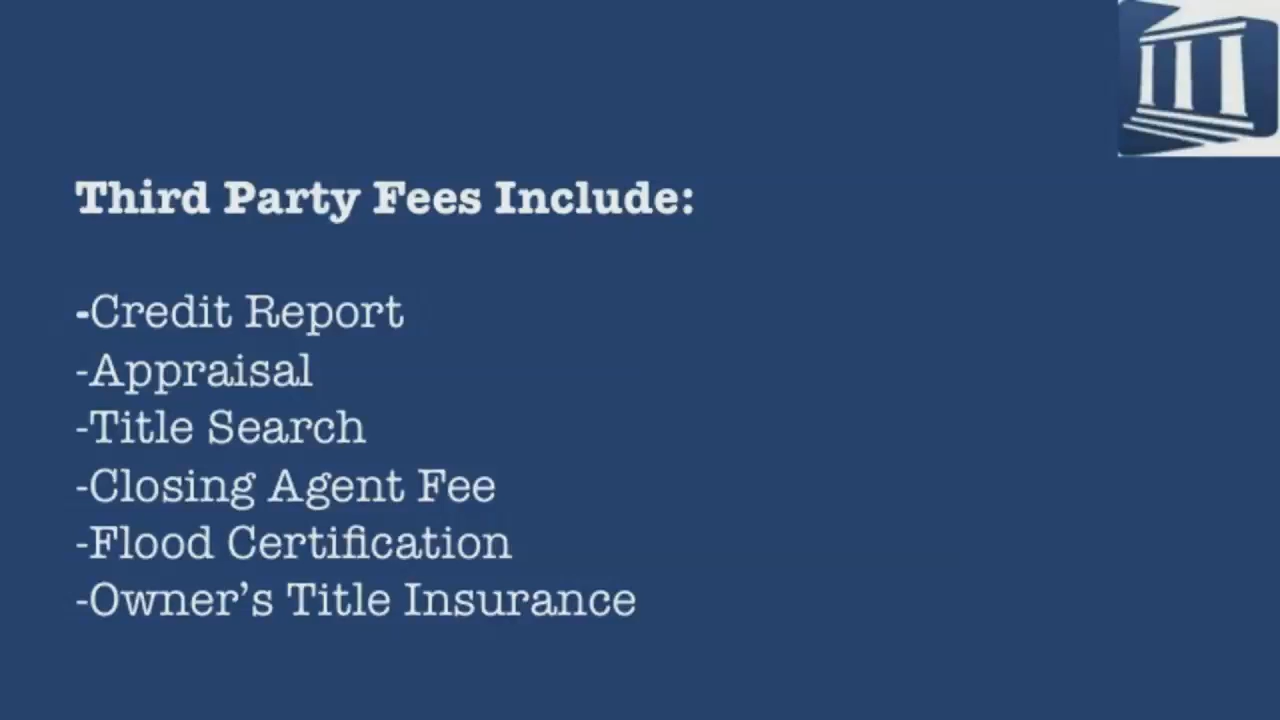 Third Party Fees Include:
-Credit Report
-Appraisal
-Title Search
-Closing Agent Fee
-Flood Certification
-Owner’s Title Insurance